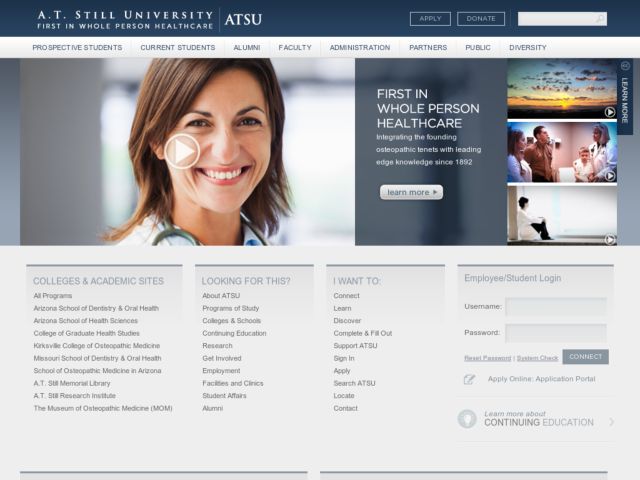 A.T. STILL UNIVERSITY
FIRST IN WHOLE PERSON HEALTHCARE
ATSU
APPLY
DONATE
PROSPECTIVE STUDENTS
CURRENT STUDENTS
ALUMNI
FACULTY
ADMINISTRATION
PARTNERS
PUBLIC
DIVERSITY
FIRST IN
WHOLE PERSON
HEALTHCARE
Integrating the founding
osteopathic tenets with leading
edge knowledge since 1892
learn more
LEARN MORE
COLLEGES & ACADEMIC SITES
All Programs
Arizona School of Dentistry & Oral Health
Arizona School of Health Sciences
College of Graduate Health Studies
Kirksville College of Osteopathic Medicine
Missouri School of Dentistry & Oral Health
School of Osteopathic Medicine in Arizona
A.T. Still Memorial Library
A.T. Still Research Institute
The Museum of Osteopathic Medicine (MOM)
LOOKING FOR THIS?
About ATSU
Programs of Study
Colleges & Schools
Continuing Education
Research
Get Involved
Employment
Facilities and Clinics
Student Affairs
Alumni
I WANT TO:
Connect
Learn
Discover
Complete & Fill Out
Support ATSU
Sign In
Apply
Search ATSU
Locate
Contact
Employee/Student Login
Username:
Password:
Reset Password | System Check
CONNECT
Apply Online: Application Portal
Learn more about
CONTINUING EDUCATION